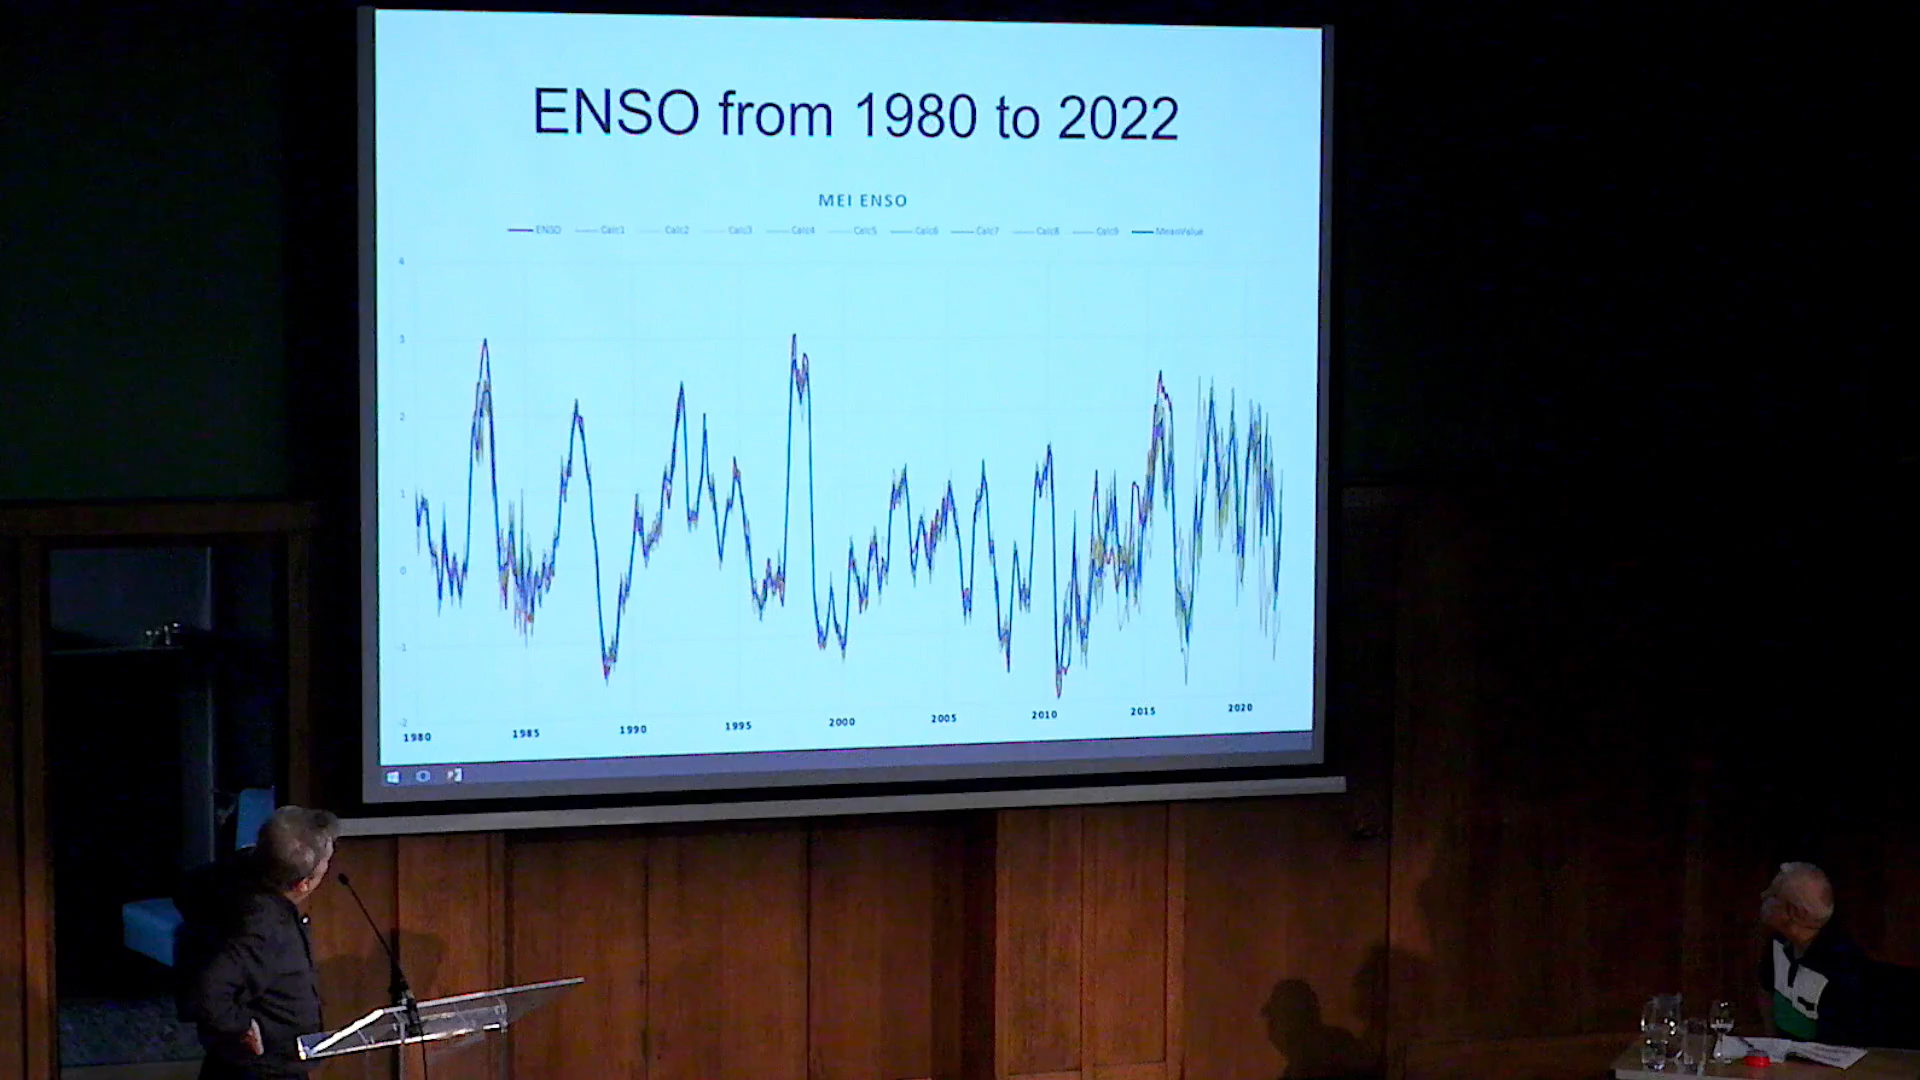 ENSO from 1980 to 2022
MEI ENSO
ENSO Calc1 Calc2 Calc3 Calc4 Calc5 Calc6 Calc7 Calc8 Calc9 MeanValue
4
3
2
1
0
-1
-2
1980 1985 1990 1995 2000 2005 2010 2015 2020